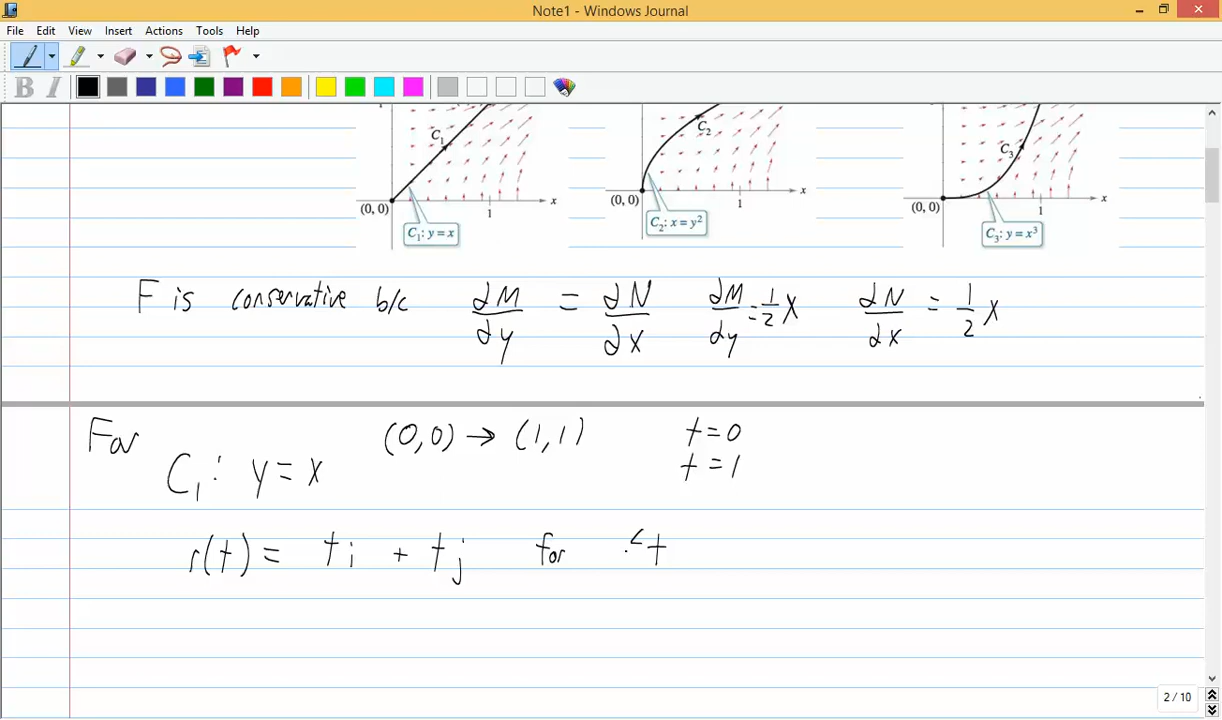 Note1 - Windows Journal
File Edit View Insert Actions Tools Help
B I
C₁ C₂ C₃
(0, 0) 1 x (0, 0) 1 x (0, 0) 1 x
C₁: y = x C₂: x = y² C₃: y = x³
F is conservative b/c ∂M/∂y = ∂N/∂x ∂M/∂y = 1/2 x ∂N/∂x = 1/2 x
For (0,0) → (1,1) t = 0
C₁: y = x t = 1
r(t) = t i + t j for ≤ t
2 / 10